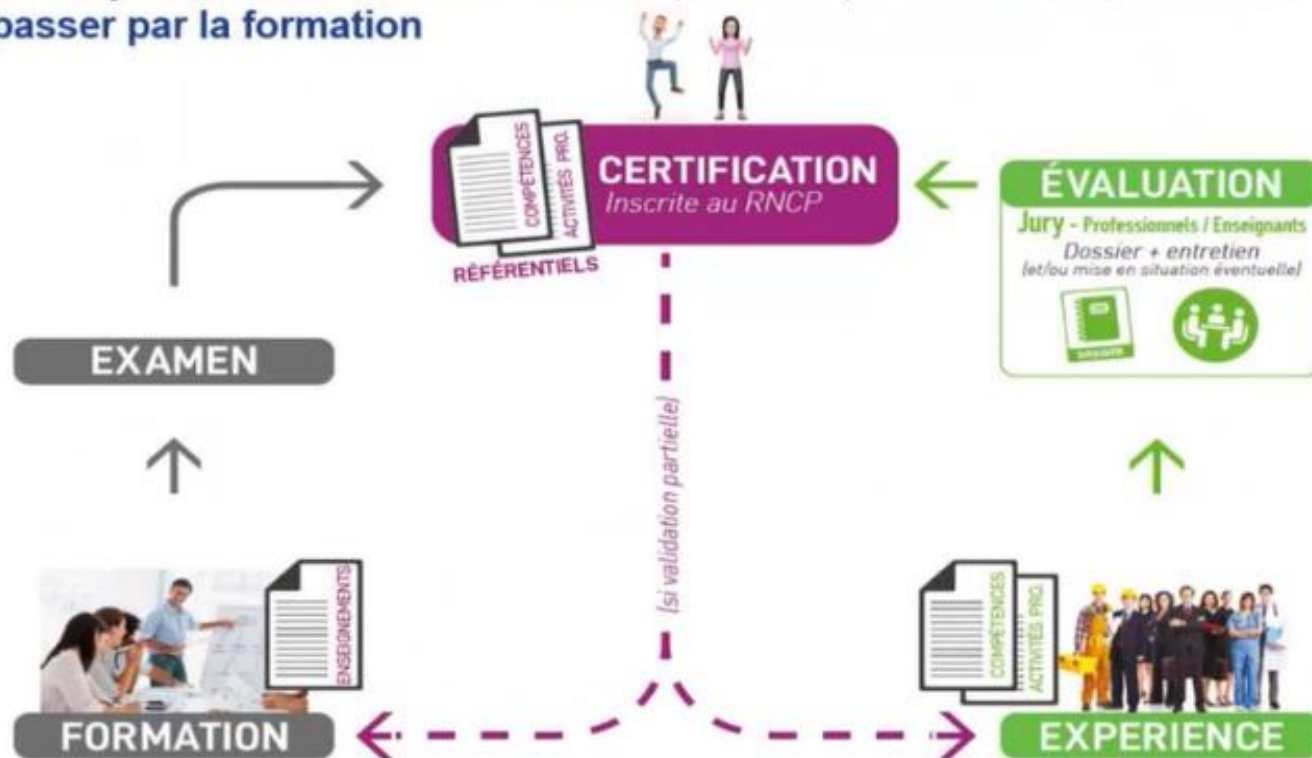 passer par la formation
COMPÉTENCES
ACTIVITÉS PRO.
RÉFÉRENTIELS
CERTIFICATION
Inscrite au RNCP
ÉVALUATION
Jury - Professionnels / Enseignants
Dossier + entretien
(et/ou mise en situation éventuelle)
EXAMEN
(si validation partielle)
ENSEIGNEMENTS
FORMATION
COMPÉTENCES
ACTIVITÉS PRO.
EXPERIENCE